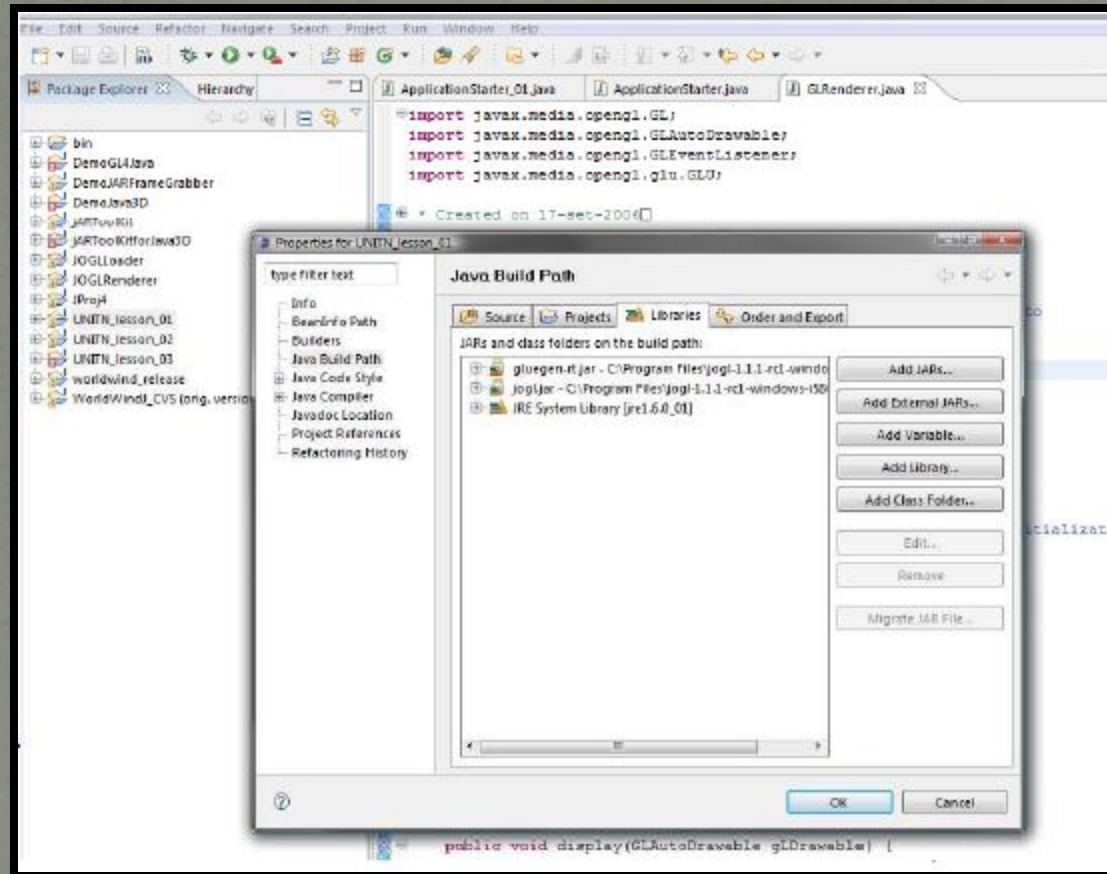 File Edit Source Refactor Navigate Search Project Run Window Help
Package Explorer Hierarchy
ApplicationStarter_01.java ApplicationStarter.java GLRenderer.java
import javax.media.opengl.GL;
import javax.media.opengl.GLAutoDrawable;
import javax.media.opengl.GLEventListener;
import javax.media.opengl.glu.GLU;
* Created on 17-set-2006
bin
DemoGL4Java
DemoJARFrameGrabber
DemoJava3D
JARToolKit
JARToolKitforJava3D
JOGLLoader
JOGLRenderer
JProj4
UNITN_lesson_01
UNITN_lesson_02
UNITN_lesson_03
worldwind_release
WorldWindJ_CVS (orig. version
Properties for UNITN_lesson_01
type filter text
Info
BeanInfo Path
Builders
Java Build Path
Java Code Style
Java Compiler
Javadoc Location
Project References
Refactoring History
Java Build Path
Source Projects Libraries Order and Export
JARs and class folders on the build path:
gluegen-rt.jar - C:\Program Files\jogl-1.1.1-rc1-windo
jogl.jar - C:\Program Files\jogl-1.1.1-rc1-windows-i58
JRE System Library [jre1.6.0_01]
Add JARs...
Add External JARs...
Add Variable...
Add Library...
Add Class Folder...
Edit...
Remove
Migrate JAR File...
OK Cancel
to
itializat
public void display(GLAutoDrawable gLDrawable) {